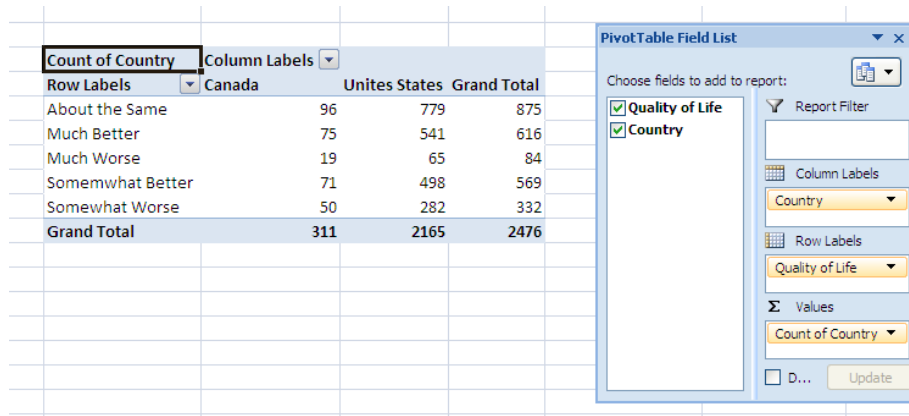 Count of Country Column Labels
Row Labels Canada Unites States Grand Total
About the Same 96 779 875
Much Better 75 541 616
Much Worse 19 65 84
Somemwhat Better 71 498 569
Somewhat Worse 50 282 332
Grand Total 311 2165 2476
PivotTable Field List
Choose fields to add to report:
Quality of Life
Country
Report Filter
Column Labels
Country
Row Labels
Quality of Life
Σ Values
Count of Country
D... Update